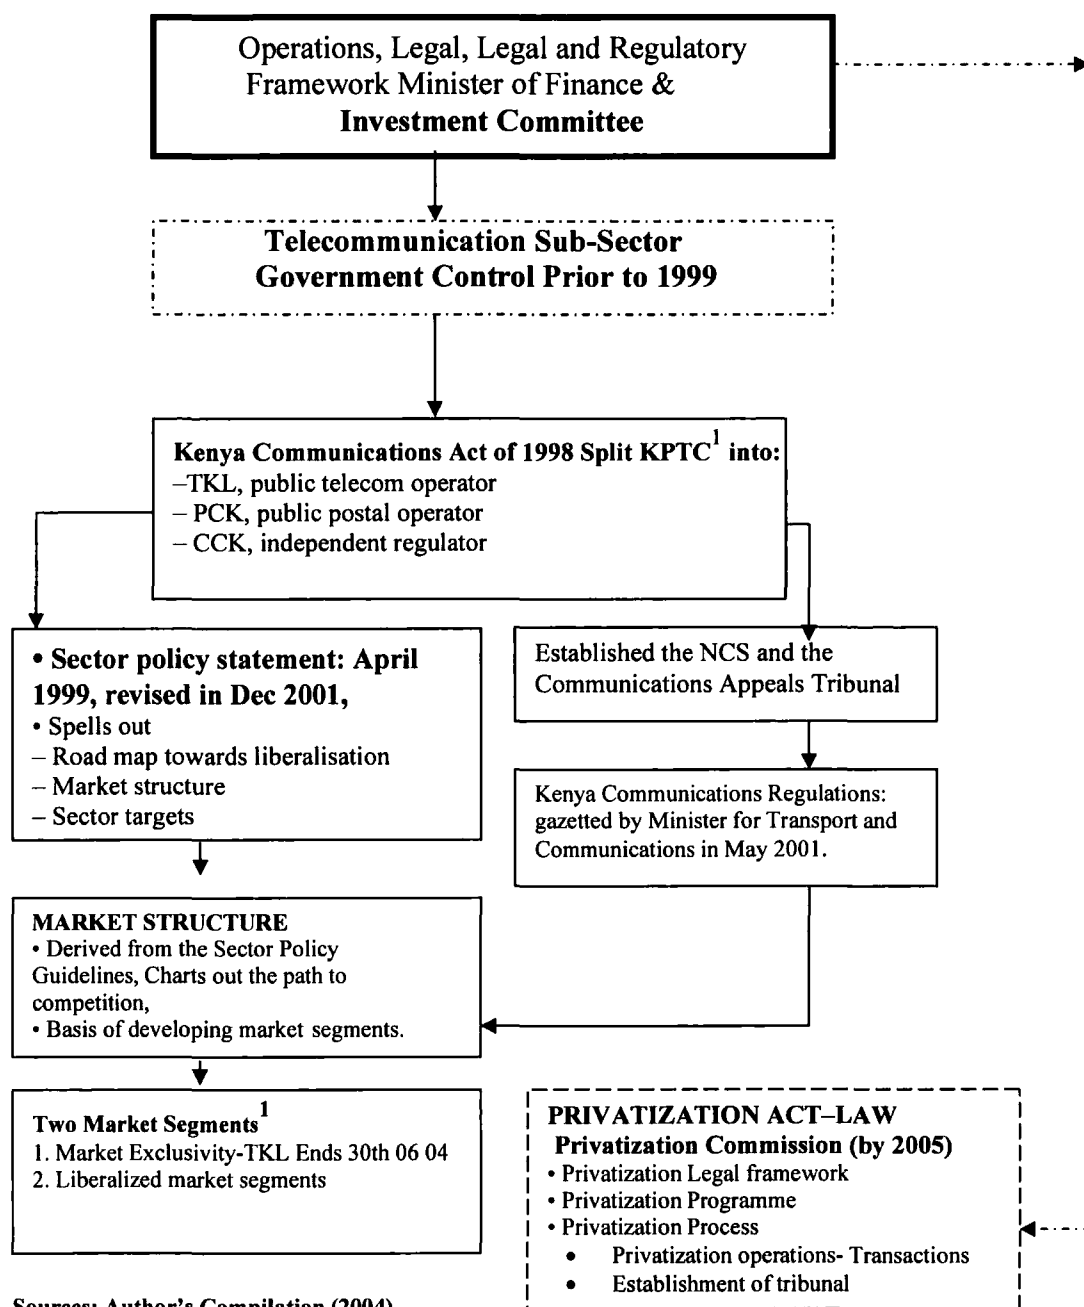 Operations, Legal, Legal and Regulatory
Framework Minister of Finance &
Investment Committee
Telecommunication Sub-Sector
Government Control Prior to 1999
Kenya Communications Act of 1998 Split KPTC1 into:
–TKL, public telecom operator
– PCK, public postal operator
– CCK, independent regulator
• Sector policy statement: April
1999, revised in Dec 2001,
• Spells out
– Road map towards liberalisation
– Market structure
– Sector targets
Established the NCS and the
Communications Appeals Tribunal
Kenya Communications Regulations:
gazetted by Minister for Transport and
Communications in May 2001.
MARKET STRUCTURE
• Derived from the Sector Policy
Guidelines, Charts out the path to
competition,
• Basis of developing market segments.
Two Market Segments1
1. Market Exclusivity-TKL Ends 30th 06 04
2. Liberalized market segments
PRIVATIZATION ACT–LAW
Privatization Commission (by 2005)
• Privatization Legal framework
• Privatization Programme
• Privatization Process
• Privatization operations- Transactions
• Establishment of tribunal
Sources: Author's Compilation (2004)